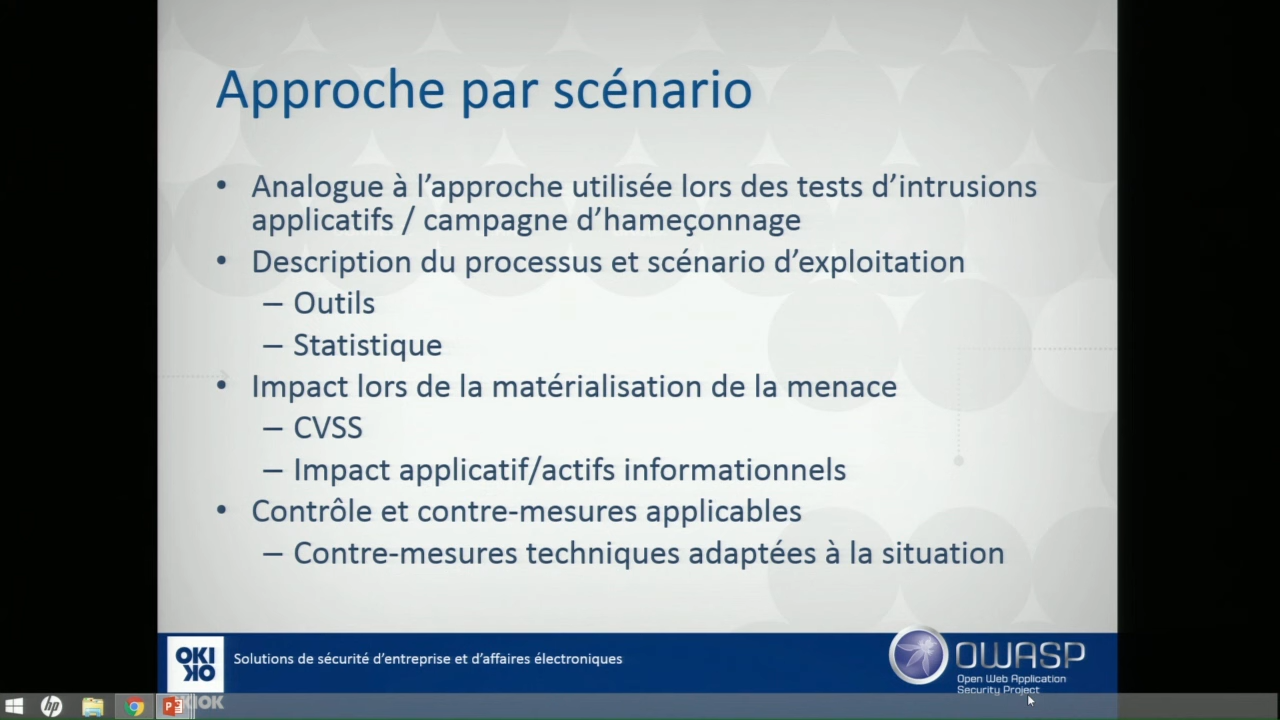 Approche par scénario
• Analogue à l'approche utilisée lors des tests d'intrusions
applicatifs / campagne d'hameçonnage
• Description du processus et scénario d'exploitation
– Outils
– Statistique
• Impact lors de la matérialisation de la menace
– CVSS
– Impact applicatif/actifs informationnels
• Contrôle et contre-mesures applicables
– Contre-mesures techniques adaptées à la situation
OKI
OK
Solutions de sécurité d'entreprise et d'affaires électroniques
OWASP
Open Web Application
Security Project
hp